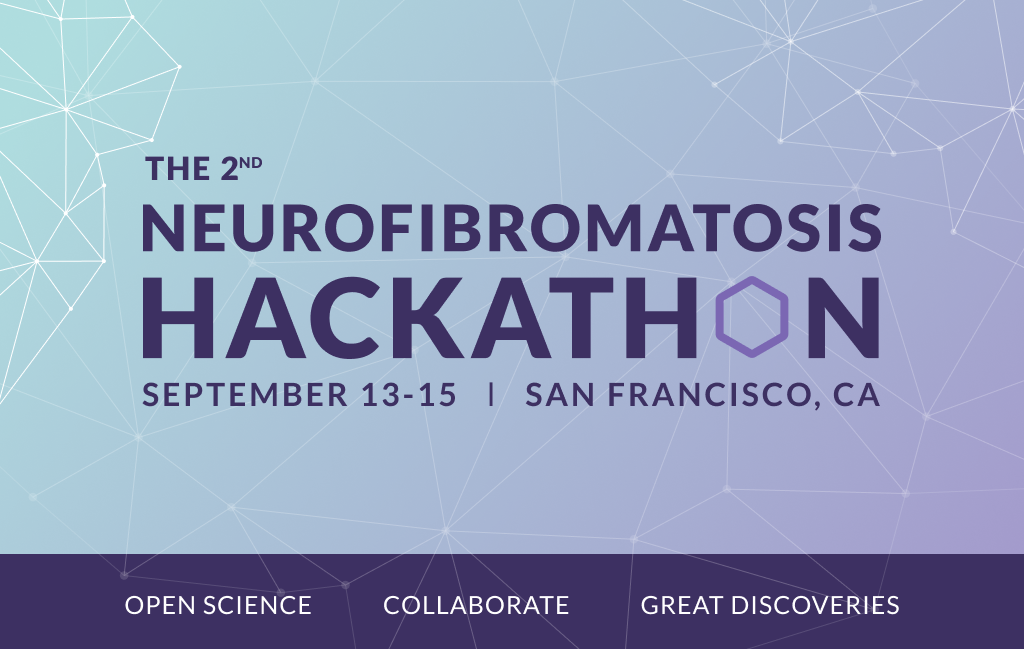 THE 2ND
NEUROFIBROMATOSIS
HACKATHON
SEPTEMBER 13-15 | SAN FRANCISCO, CA
OPEN SCIENCE COLLABORATE GREAT DISCOVERIES